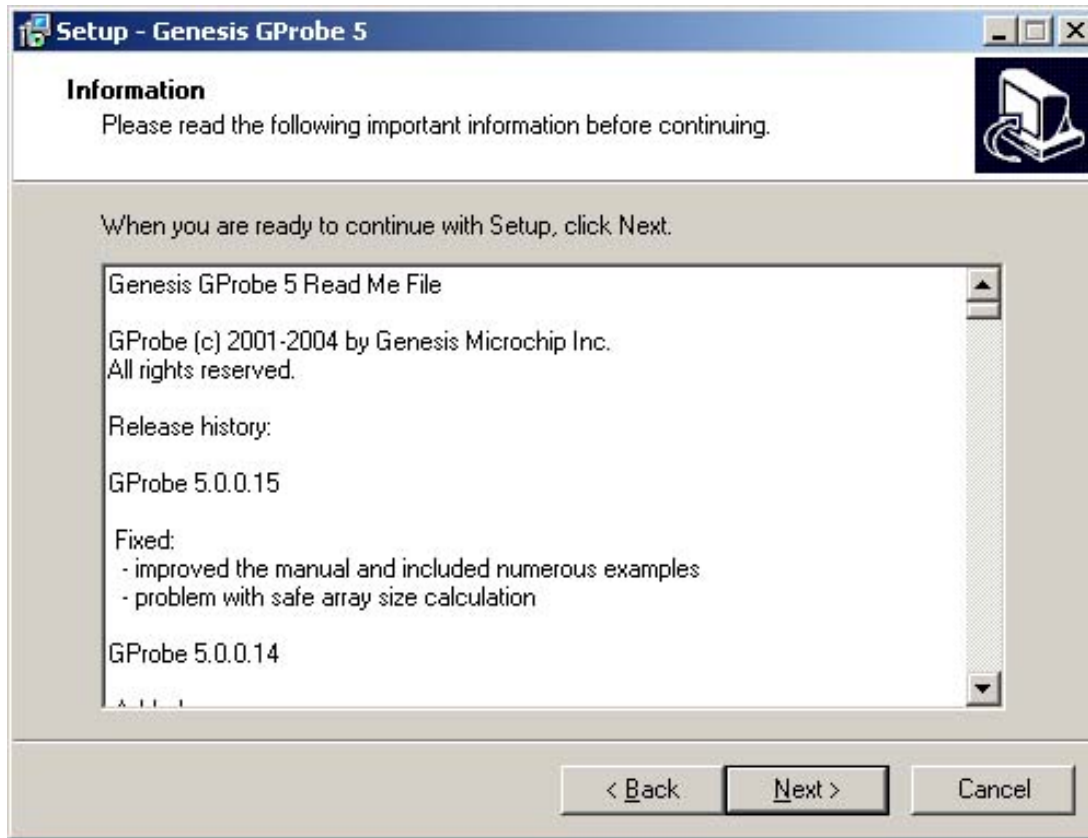 Setup - Genesis GProbe 5
Information
Please read the following important information before continuing.
When you are ready to continue with Setup, click Next.
Genesis GProbe 5 Read Me File
GProbe (c) 2001-2004 by Genesis Microchip Inc.
All rights reserved.
Release history:
GProbe 5.0.0.15
Fixed:
- improved the manual and included numerous examples
- problem with safe array size calculation
GProbe 5.0.0.14
< Back
Next >
Cancel